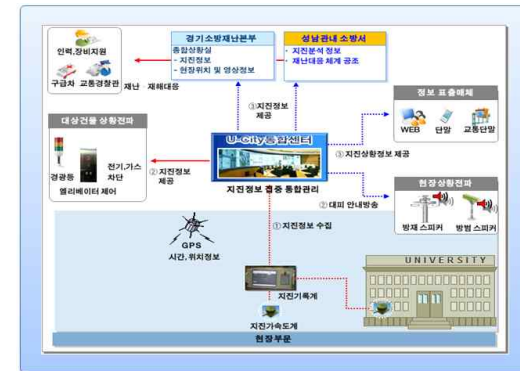 경기소방재난본부
종합상황실
- 지진정보
- 현장위치 및 영상정보
성남관내 소방서
- 지진분석 정보
- 재난대응 체계 공조
인력,장비지원
구급차 교통경찰관
재난 · 재해대응
③지진정보
제공
③지진정보
제공
정보 표출매체
WEB 단말 교통단말
대상건물 상황전파
경광등
전기,가스
차단
엘리베이터 제어
②지진정보
제공
U-City통합센터
지진정보 집중 통합관리
③지진상황정보 제공
②대피 안내방송
현장상황전파
방재 스피커 방범 스피커
①지진정보 수집
GPS
시간, 위치정보
지진기록계
지진가속도계
UNIVERSITY
현장부문